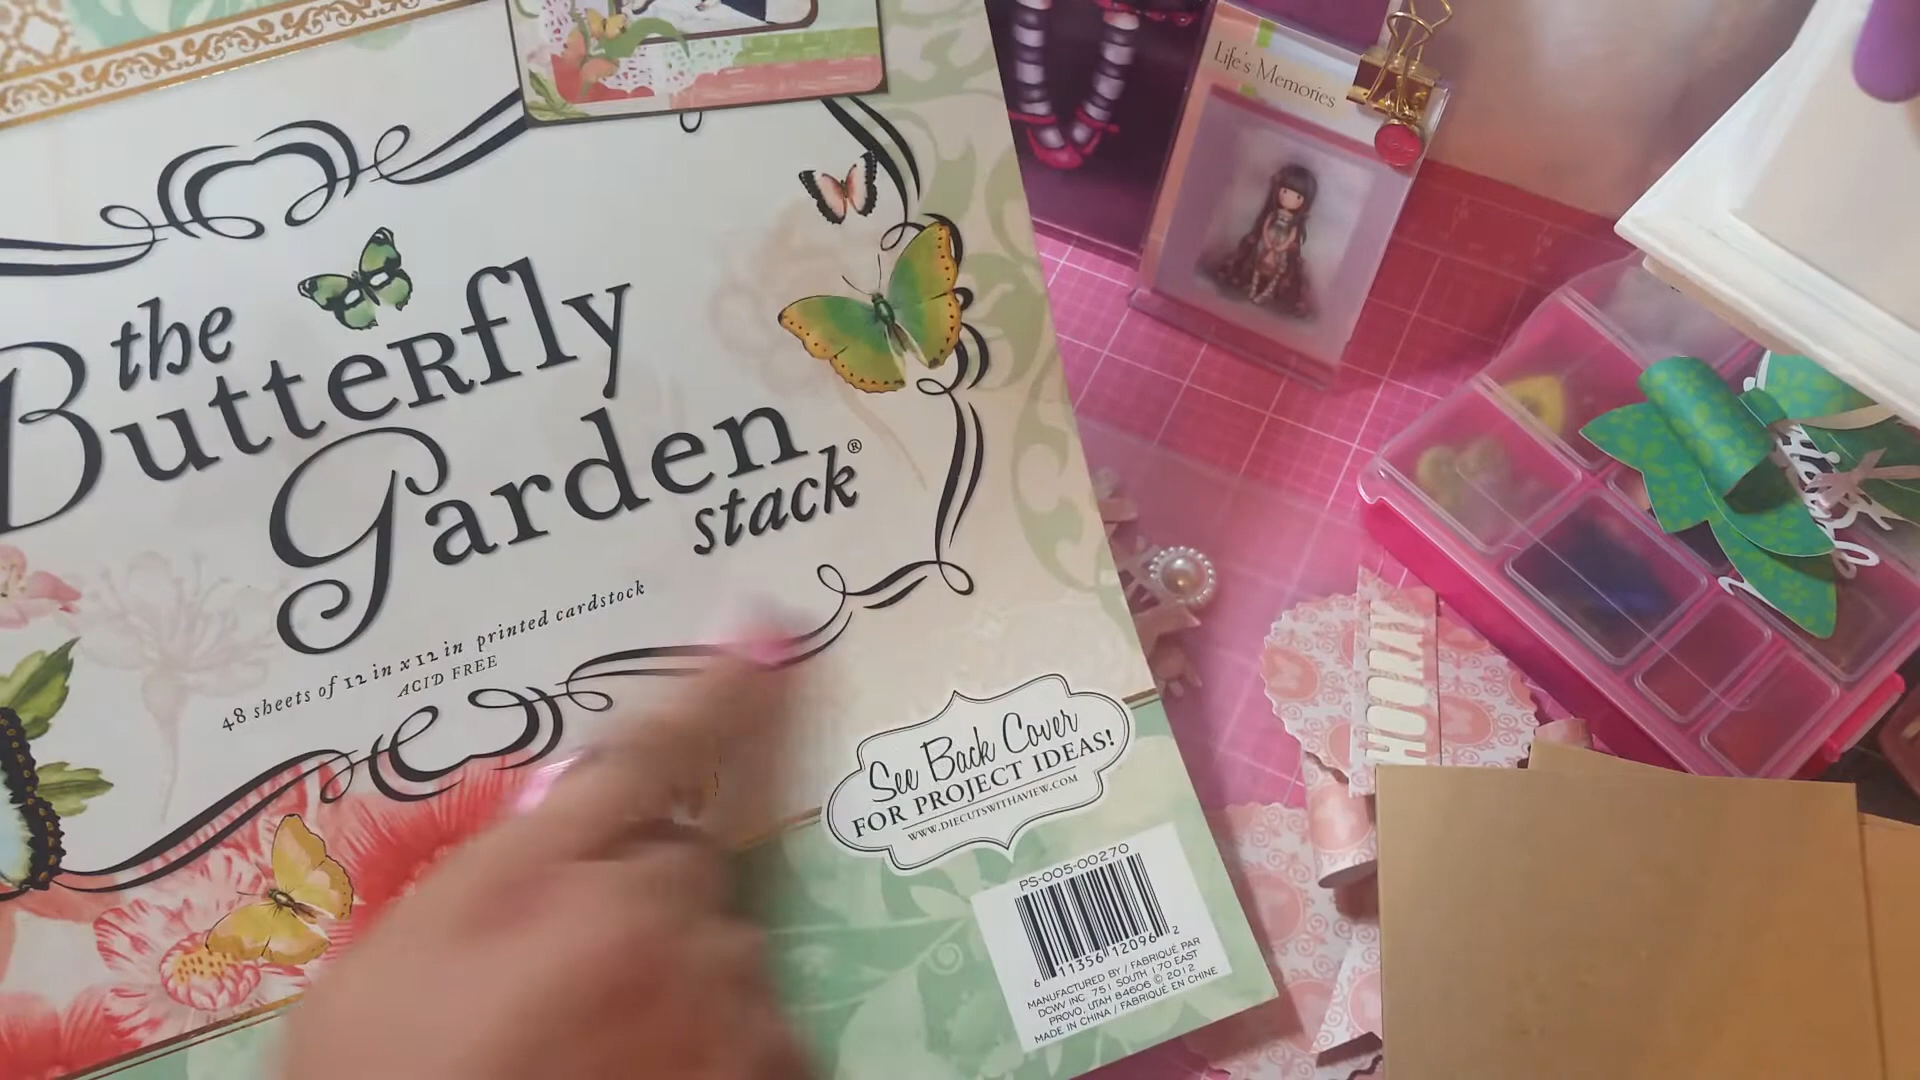 the
Butterfly
Garden
stack®
48 sheets of 12 in x 12 in printed cardstock
ACID FREE
See Back Cover
FOR PROJECT IDEAS!
WWW.DIECUTSWITHAVIEW.COM
PS-005-00270
6 11356 12096 2
MANUFACTURED BY / FABRIQUÉ PAR
DCWV INC. 751 SOUTH 170 EAST
PROVO, UTAH 84606 © 2012
MADE IN CHINA / FABRIQUÉ EN CHINE
Life's Memories
HOORAY